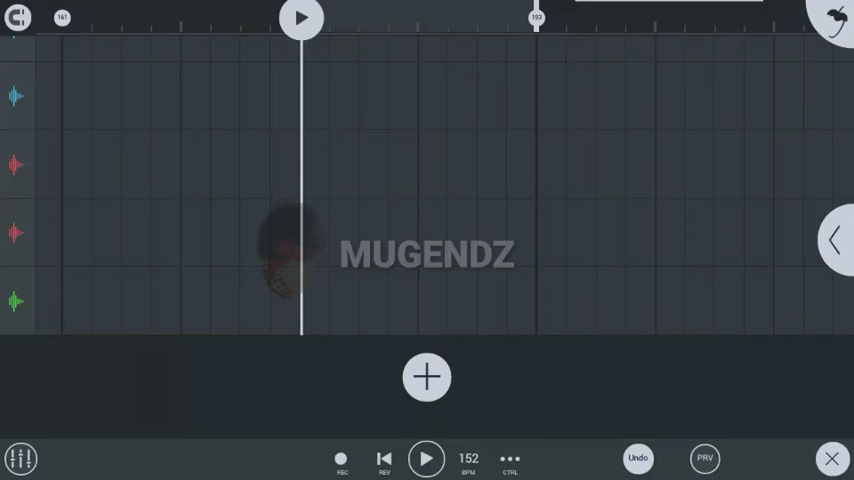 161
193
MUGENDZ
REC
REV
152
BPM
CTRL
Undo
PRV